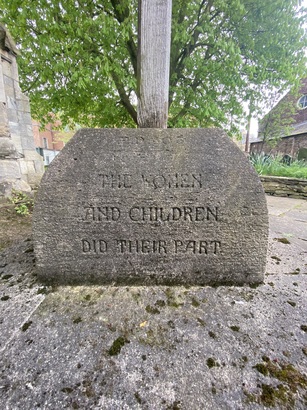 THE WOMEN
AND CHILDREN
DID THEIR PART